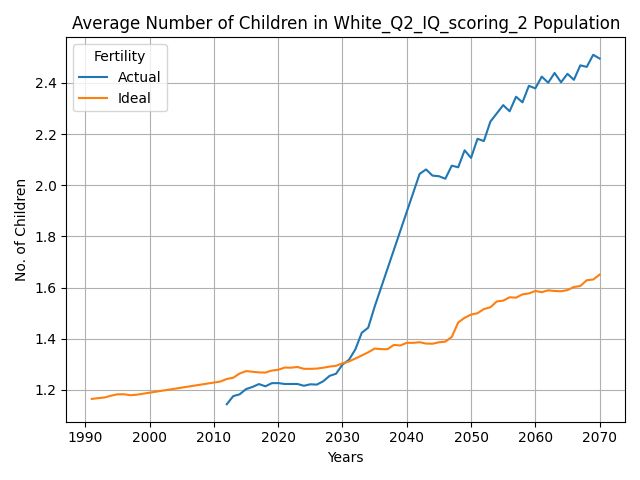 Average Number of Children in White_Q2_IQ_scoring_2 Population
Fertility
Actual
Ideal
No. of Children
2.4
2.2
2.0
1.8
1.6
1.4
1.2
1990 2000 2010 2020 2030 2040 2050 2060 2070
Years